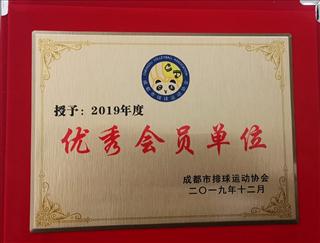 授予：2019年度
优秀会员单位
成都市排球运动协会
二〇一九年十二月